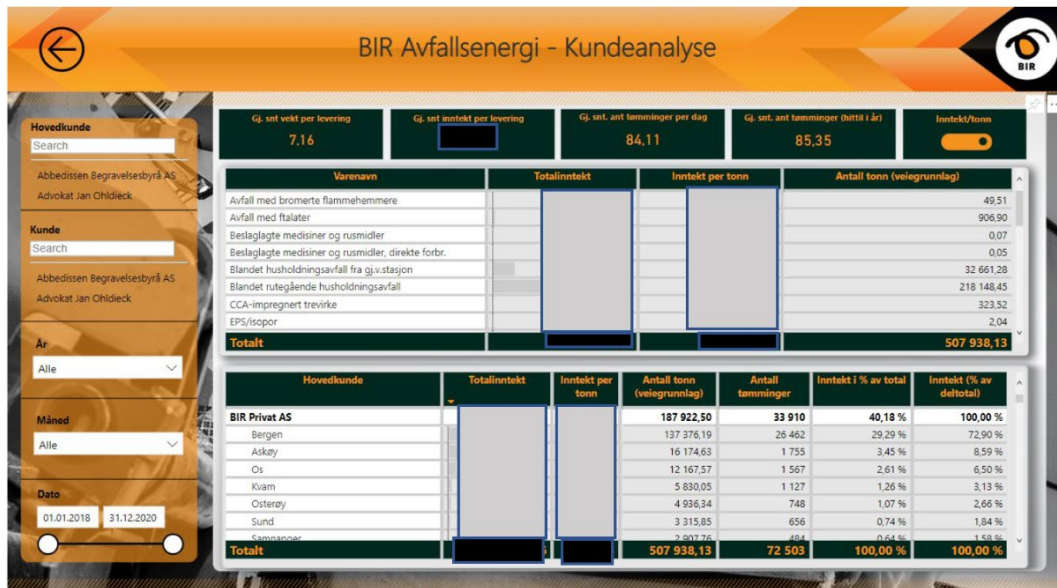 BIR Avfallsenergi - Kundeanalyse
BIR
Hovedkunde
Search
Abbedissen Begravelsesbyrå AS
Advokat Jan Ohldieck
Kunde
Search
Abbedissen Begravelsesbyrå AS
Advokat Jan Ohldieck
År
Alle
Måned
Alle
Dato
01.01.2018 31.12.2020
Gj. snt vekt per levering
7,16
Gj. snt inntekt per levering
Gj. snt. ant tømminger per dag
84,11
Gj. snt. ant tømminger (hittil i år)
85,35
Inntekt/tonn
Varenavn Totalinntekt Inntekt per tonn Antall tonn (veiegrunnlag)
Avfall med bromerte flammehemmere 49,51
Avfall med ftalater 906,90
Beslaglagte medisiner og rusmidler 0,07
Beslaglagte medisiner og rusmidler, direkte forbr. 0,05
Blandet husholdningsavfall fra gj.v.stasjon 32 661,28
Blandet rutegående husholdningsavfall 218 148,45
CCA-impregnert trevirke 323,52
EPS/isopor 2,04
Totalt 507 938,13
Hovedkunde Totalinntekt Inntekt per tonn Antall tonn (veiegrunnlag) Antall tømminger Inntekt i % av total Inntekt (% av deltotal)
BIR Privat AS 187 922,50 33 910 40,18 % 100,00 %
Bergen 137 376,19 26 462 29,29 % 72,90 %
Askøy 16 174,63 1 755 3,45 % 8,59 %
Os 12 167,57 1 567 2,61 % 6,50 %
Kvam 5 830,05 1 127 1,26 % 3,13 %
Osterøy 4 936,34 748 1,07 % 2,66 %
Sund 3 315,85 656 0,74 % 1,84 %
Samnanger 2 907,76 484 0,64 % 1,58 %
Totalt 507 938,13 72 503 100,00 % 100,00 %